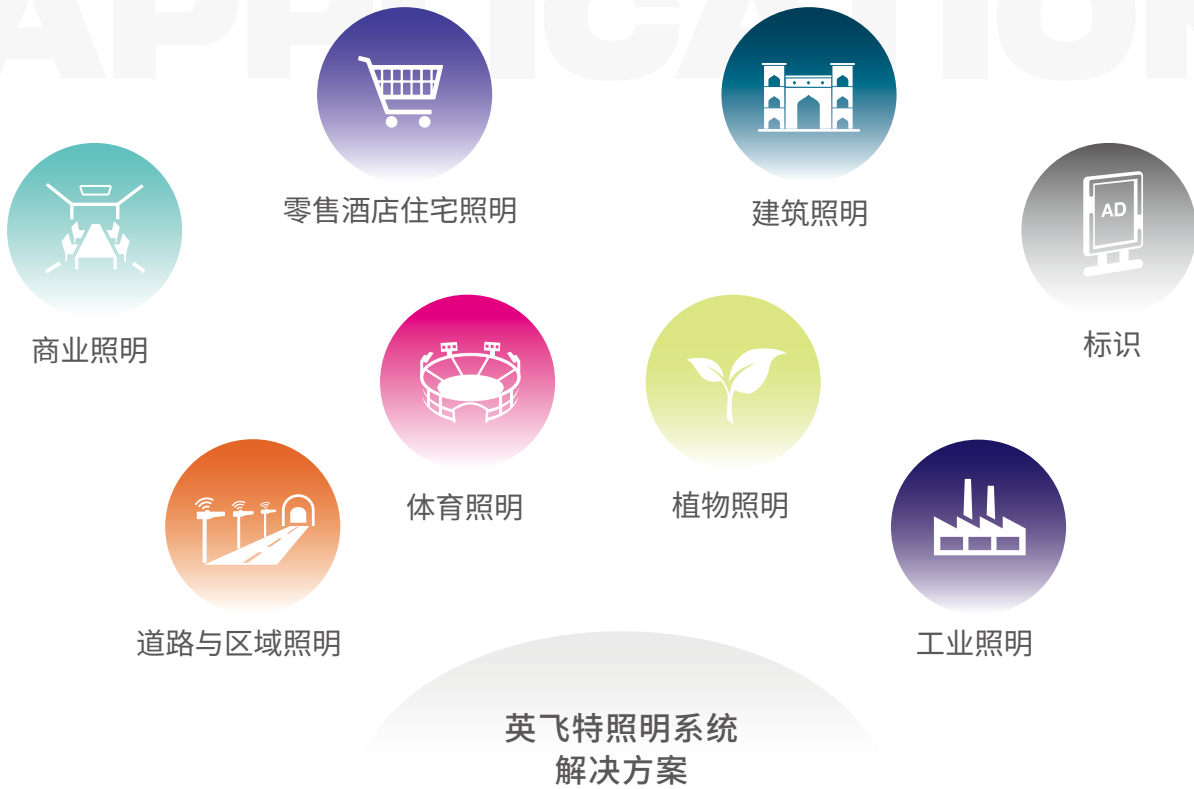 APPLICATION
零售酒店住宅照明
建筑照明
AD
商业照明
标识
体育照明
植物照明
道路与区域照明
工业照明
英飞特照明系统
解决方案